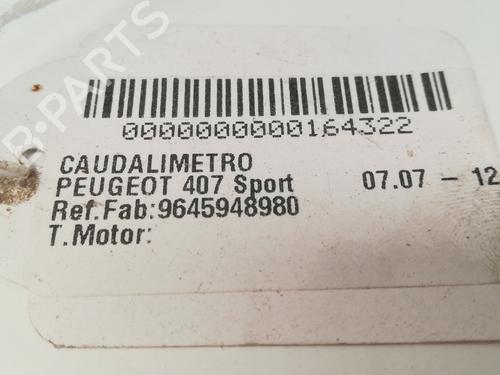 B-PARTS
0000000000164322
CAUDALIMETRO
PEUGEOT 407 Sport 07.07 - 12
Ref.Fab:9645948980
T.Motor: